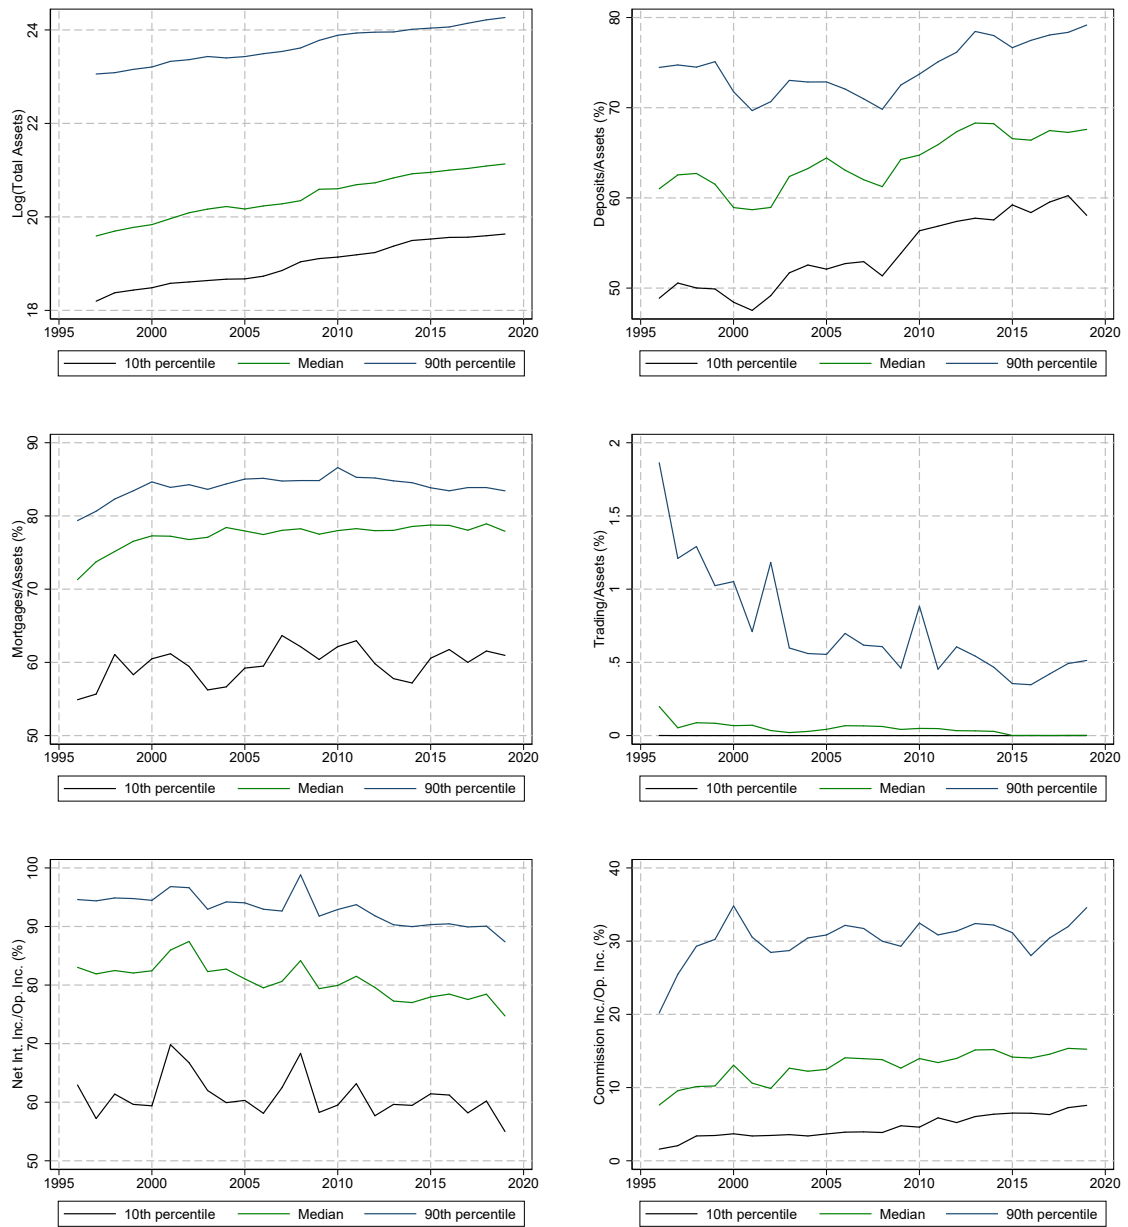 Log(Total Assets)
24
22
20
18
1995 2000 2005 2010 2015 2020
10th percentile Median 90th percentile
Deposits/Assets (%)
80
70
60
50
1995 2000 2005 2010 2015 2020
10th percentile Median 90th percentile
Mortgages/Assets (%)
90
80
70
60
50
1995 2000 2005 2010 2015 2020
10th percentile Median 90th percentile
Trading/Assets (%)
2
1.5
1
.5
0
1995 2000 2005 2010 2015 2020
10th percentile Median 90th percentile
Net Int. Inc./Op. Inc. (%)
100
90
80
70
60
50
1995 2000 2005 2010 2015 2020
10th percentile Median 90th percentile
Commission Inc./Op. Inc. (%)
40
30
20
10
0
1995 2000 2005 2010 2015 2020
10th percentile Median 90th percentile